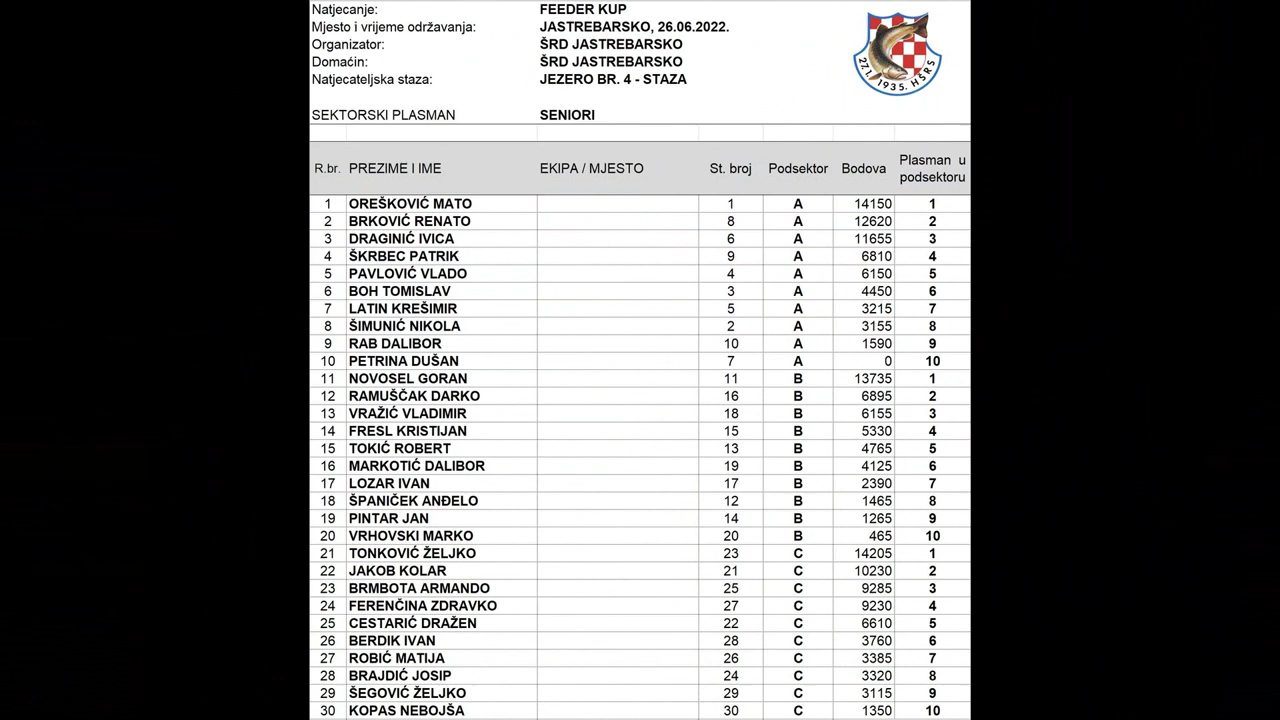 Natjecanje: FEEDER KUP
Mjesto i vrijeme održavanja: JASTREBARSKO, 26.06.2022.
Organizator: ŠRD JASTREBARSKO
Domaćin: ŠRD JASTREBARSKO
Natjecateljska staza: JEZERO BR. 4 - STAZA
27.1. 1935. HŠRS
SEKTORSKI PLASMAN SENIORI
R.br. PREZIME I IME EKIPA / MJESTO St. broj Podsektor Bodova Plasman u podsektoru
1 OREŠKOVIĆ MATO 1 A 14150 1
2 BRKOVIĆ RENATO 8 A 12620 2
3 DRAGINIĆ IVICA 6 A 11655 3
4 ŠKRBEC PATRIK 9 A 6810 4
5 PAVLOVIĆ VLADO 4 A 6150 5
6 BOH TOMISLAV 3 A 4450 6
7 LATIN KREŠIMIR 5 A 3215 7
8 ŠIMUNIĆ NIKOLA 2 A 3155 8
9 RAB DALIBOR 10 A 1590 9
10 PETRINA DUŠAN 7 A 0 10
11 NOVOSEL GORAN 11 B 13735 1
12 RAMUŠČAK DARKO 16 B 6895 2
13 VRAŽIĆ VLADIMIR 18 B 6155 3
14 FRESL KRISTIJAN 15 B 5330 4
15 TOKIĆ ROBERT 13 B 4765 5
16 MARKOTIĆ DALIBOR 19 B 4125 6
17 LOZAR IVAN 17 B 2390 7
18 ŠPANIČEK ANĐELO 12 B 1465 8
19 PINTAR JAN 14 B 1265 9
20 VRHOVSKI MARKO 20 B 465 10
21 TONKOVIĆ ŽELJKO 23 C 14205 1
22 JAKOB KOLAR 21 C 10230 2
23 BRMBOTA ARMANDO 25 C 9285 3
24 FERENČINA ZDRAVKO 27 C 9230 4
25 CESTARIĆ DRAŽEN 22 C 6610 5
26 BERDIK IVAN 28 C 3760 6
27 ROBIĆ MATIJA 26 C 3385 7
28 BRAJDIĆ JOSIP 24 C 3320 8
29 ŠEGOVIĆ ŽELJKO 29 C 3115 9
30 KOPAS NEBOJŠA 30 C 1350 10